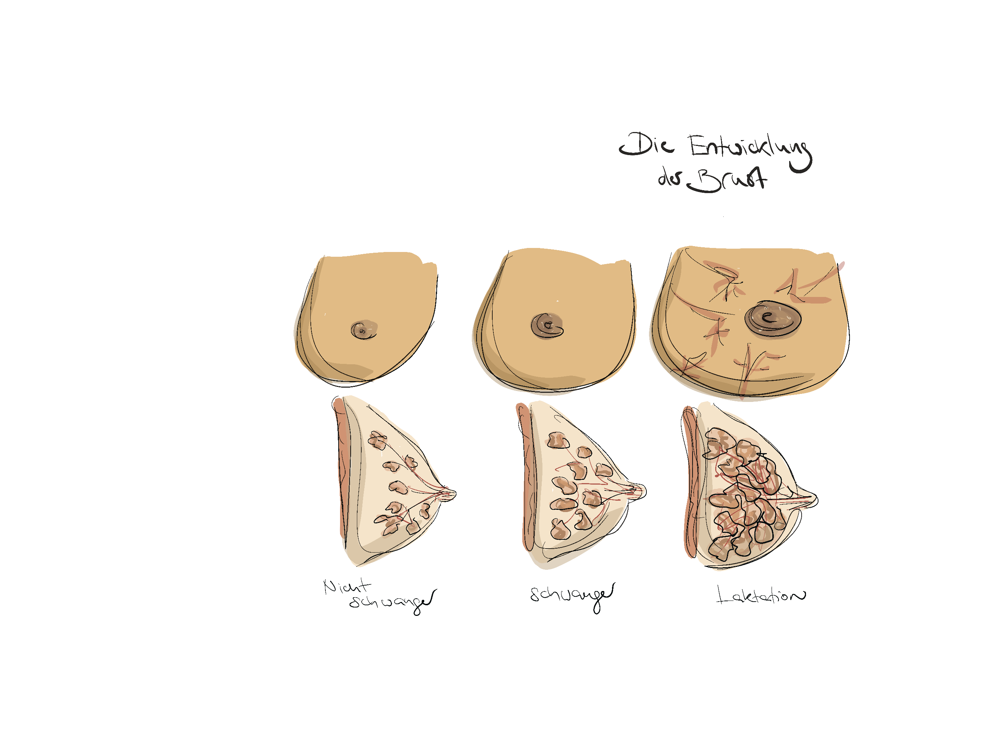 Die Entwicklung
der Brust
Nicht
schwanger
schwanger
Laktation